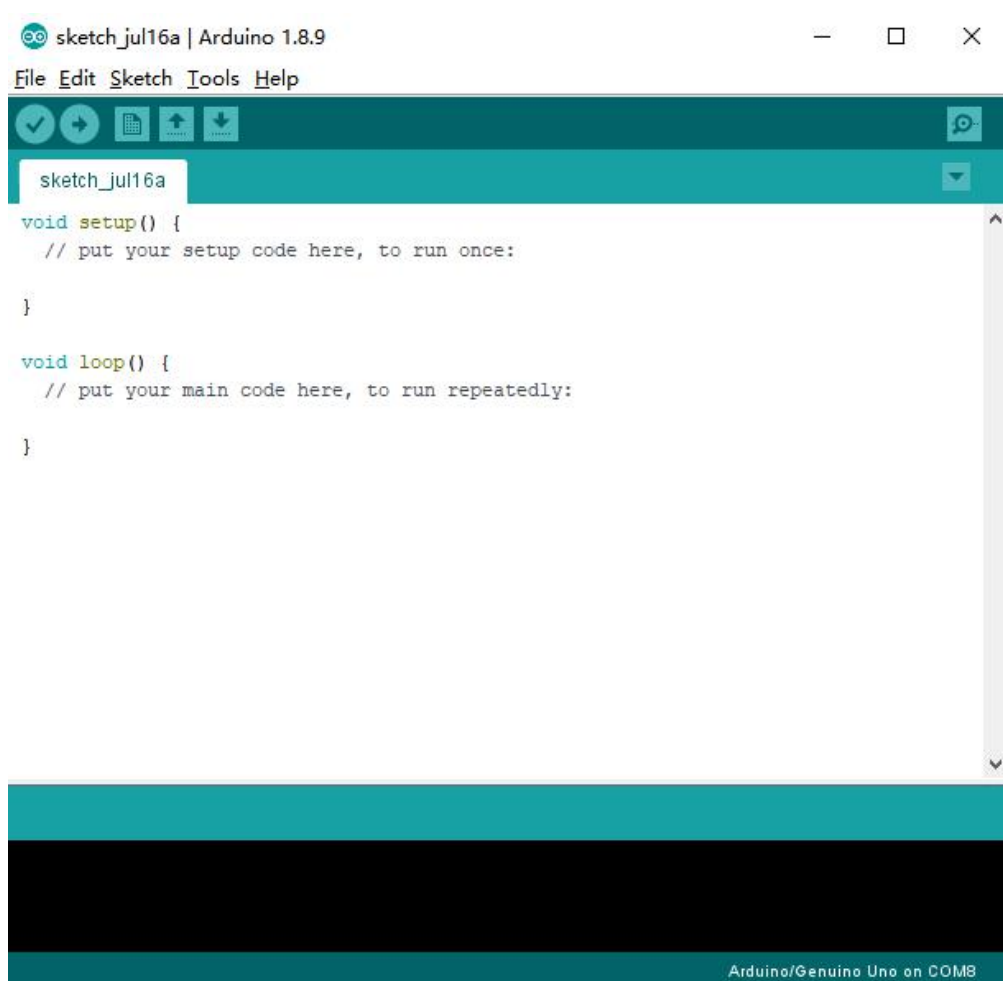 sketch_jul16a | Arduino 1.8.9
File Edit Sketch Tools Help
sketch_jul16a
void setup() {
  // put your setup code here, to run once:
}
void loop() {
  // put your main code here, to run repeatedly:
}
Arduino/Genuino Uno on COM8